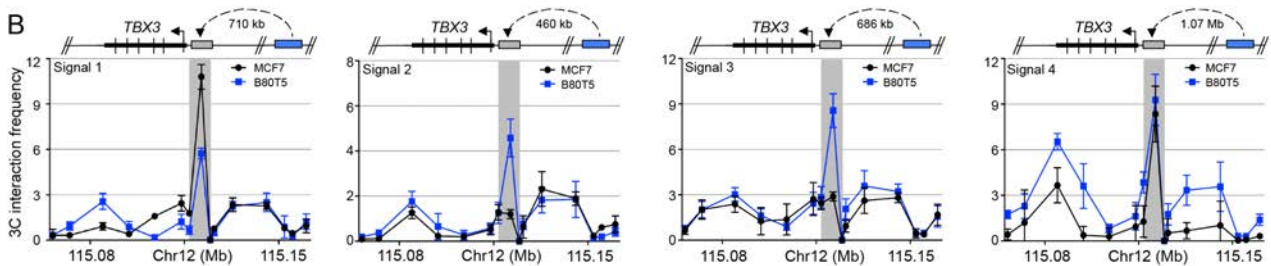 B
TBX3 710 kb
TBX3 460 kb
TBX3 686 kb
TBX3 1.07 Mb
3C interaction frequency
Signal 1 MCF7
B80T5
12
9
6
3
0
115.08 Chr12 (Mb) 115.15
Signal 2 MCF7
B80T5
8
6
4
2
0
115.08 Chr12 (Mb) 115.15
Signal 3 MCF7
B80T5
12
9
6
3
0
115.08 Chr12 (Mb) 115.15
Signal 4 MCF7
B80T5
12
9
6
3
0
115.08 Chr12 (Mb) 115.15